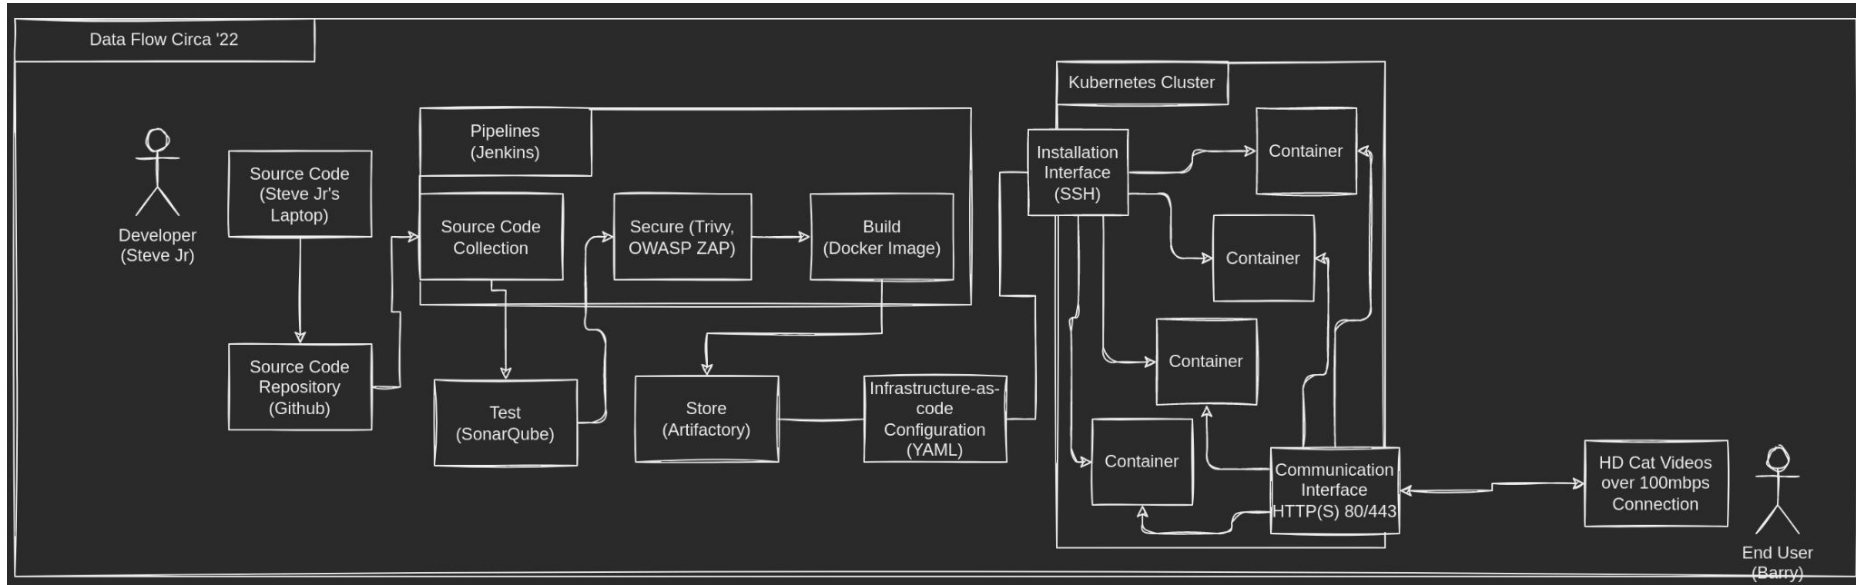 Data Flow Circa '22
Developer
(Steve Jr)
Source Code
(Steve Jr's
Laptop)
Source Code
Repository
(Github)
Pipelines
(Jenkins)
Source Code
Collection
Test
(SonarQube)
Secure (Trivy,
OWASP ZAP)
Build
(Docker Image)
Store
(Artifactory)
Infrastructure-as-
code
Configuration
(YAML)
Kubernetes Cluster
Installation
Interface
(SSH)
Container
Container
Container
Container
Communication
Interface
HTTP(S) 80/443
HD Cat Videos
over 100mbps
Connection
End User
(Barry)